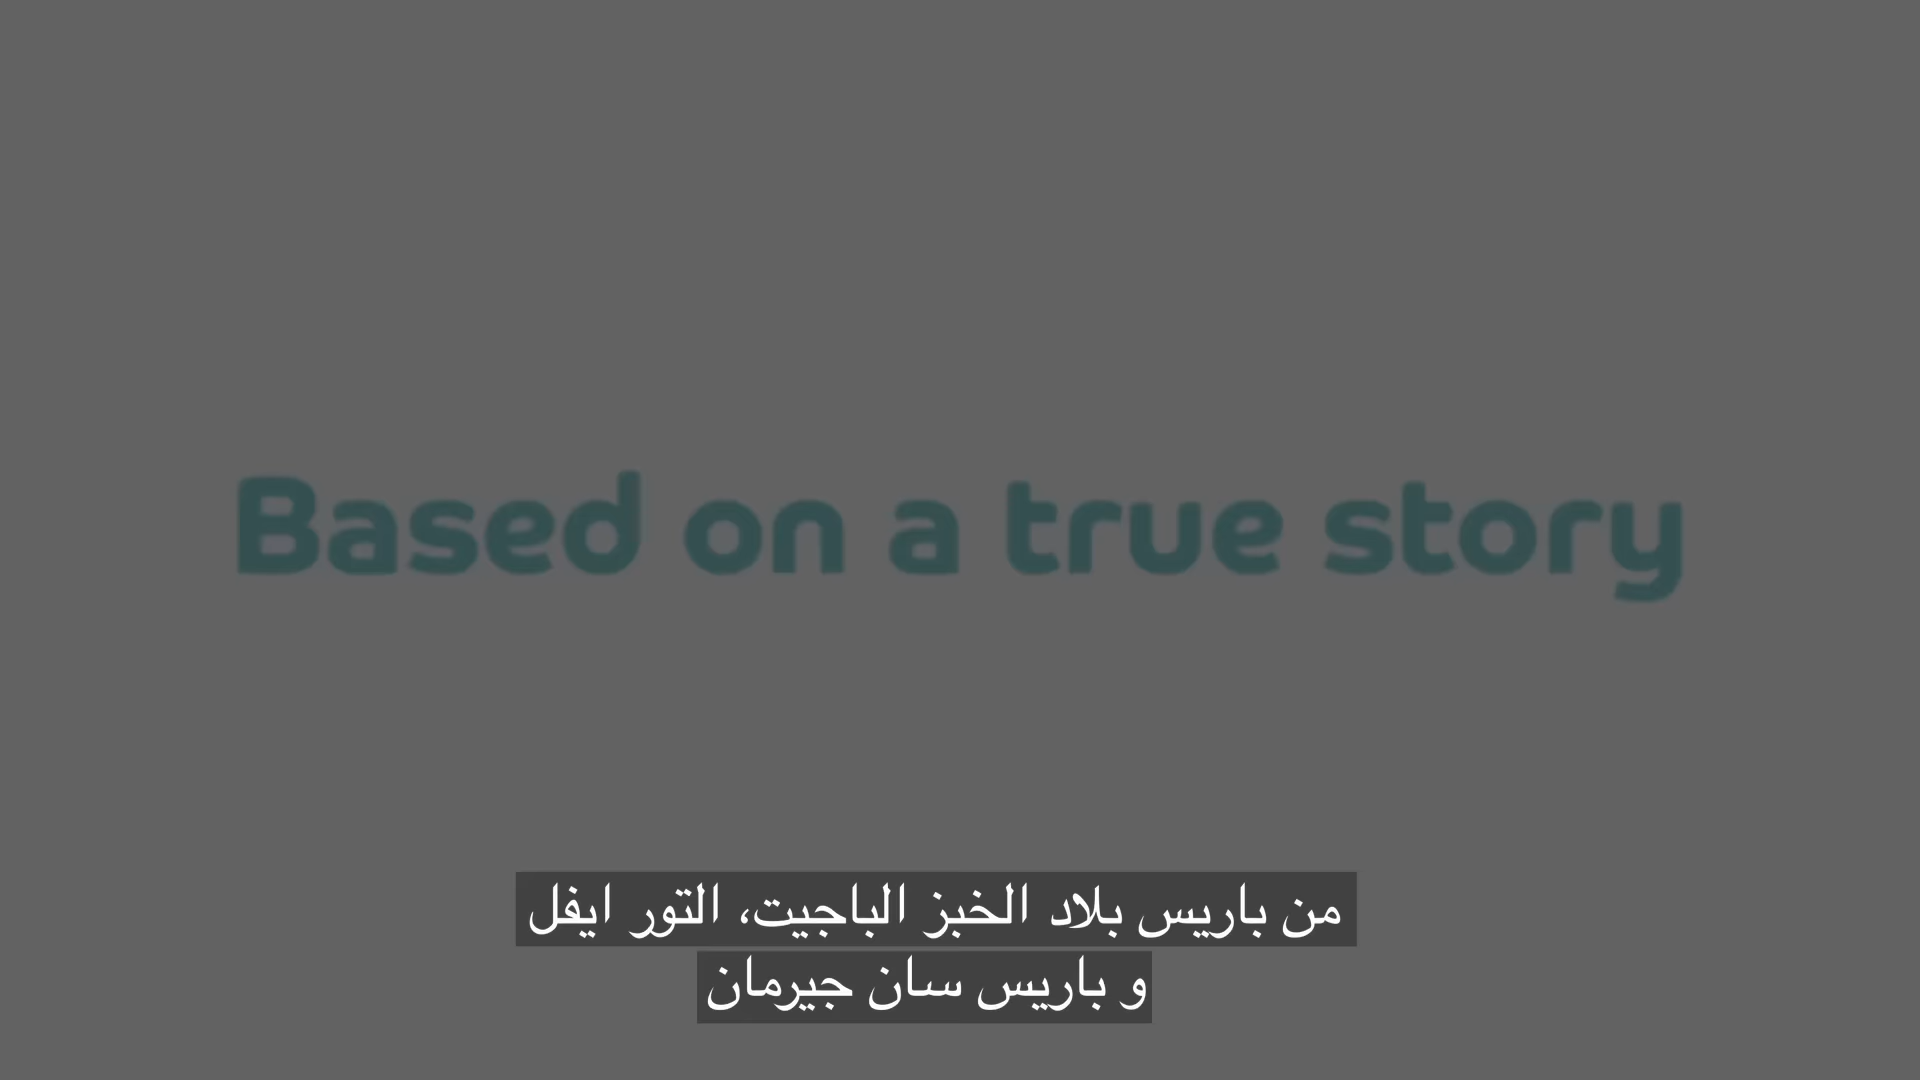 Based on a true story
من باريس بلاد الخبز الباجيت، التور ايفل
و باريس سان جيرمان